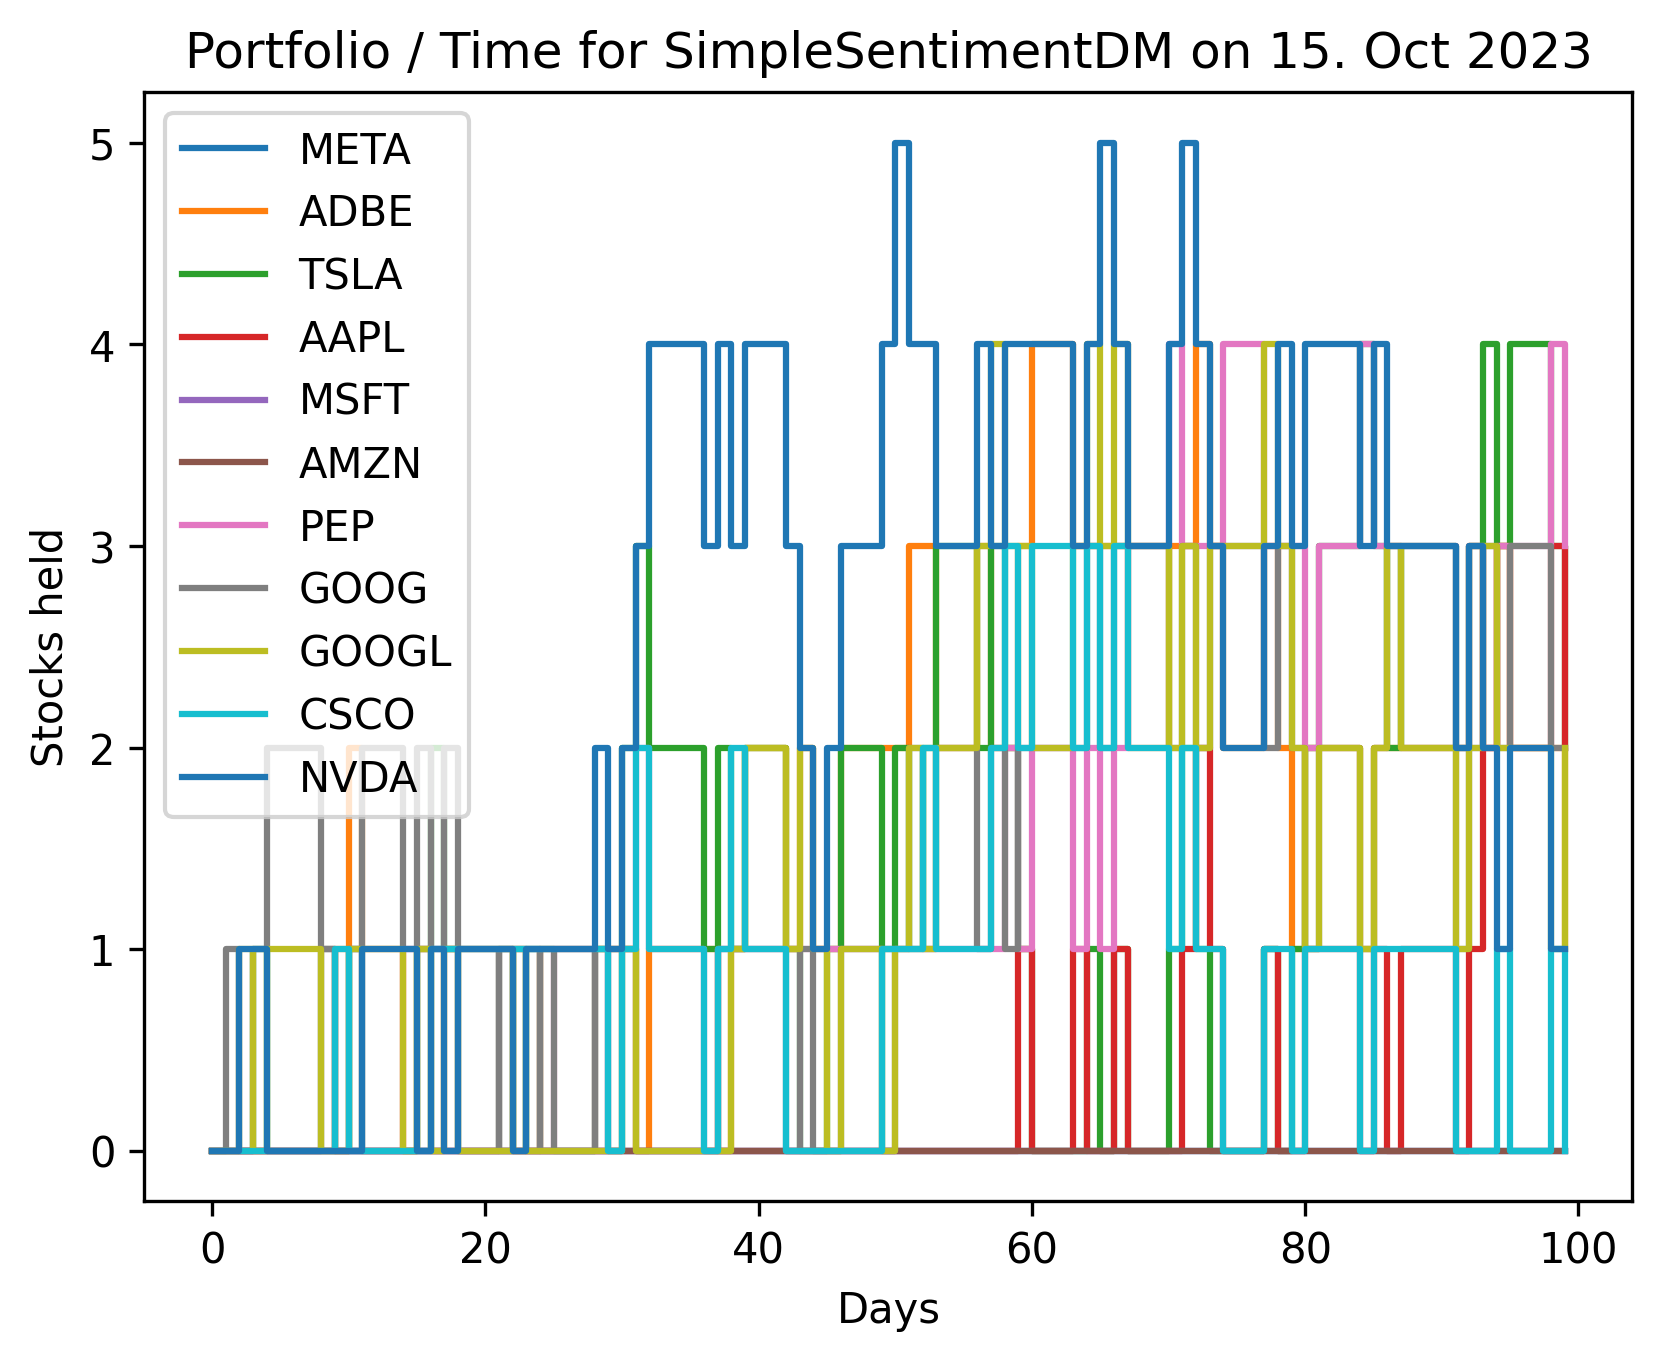 Portfolio / Time for SimpleSentimentDM on 15. Oct 2023
5
4
3
2
1
0
Stocks held
META
ADBE
TSLA
AAPL
MSFT
AMZN
PEP
GOOG
GOOGL
CSCO
NVDA
0 20 40 60 80 100
Days